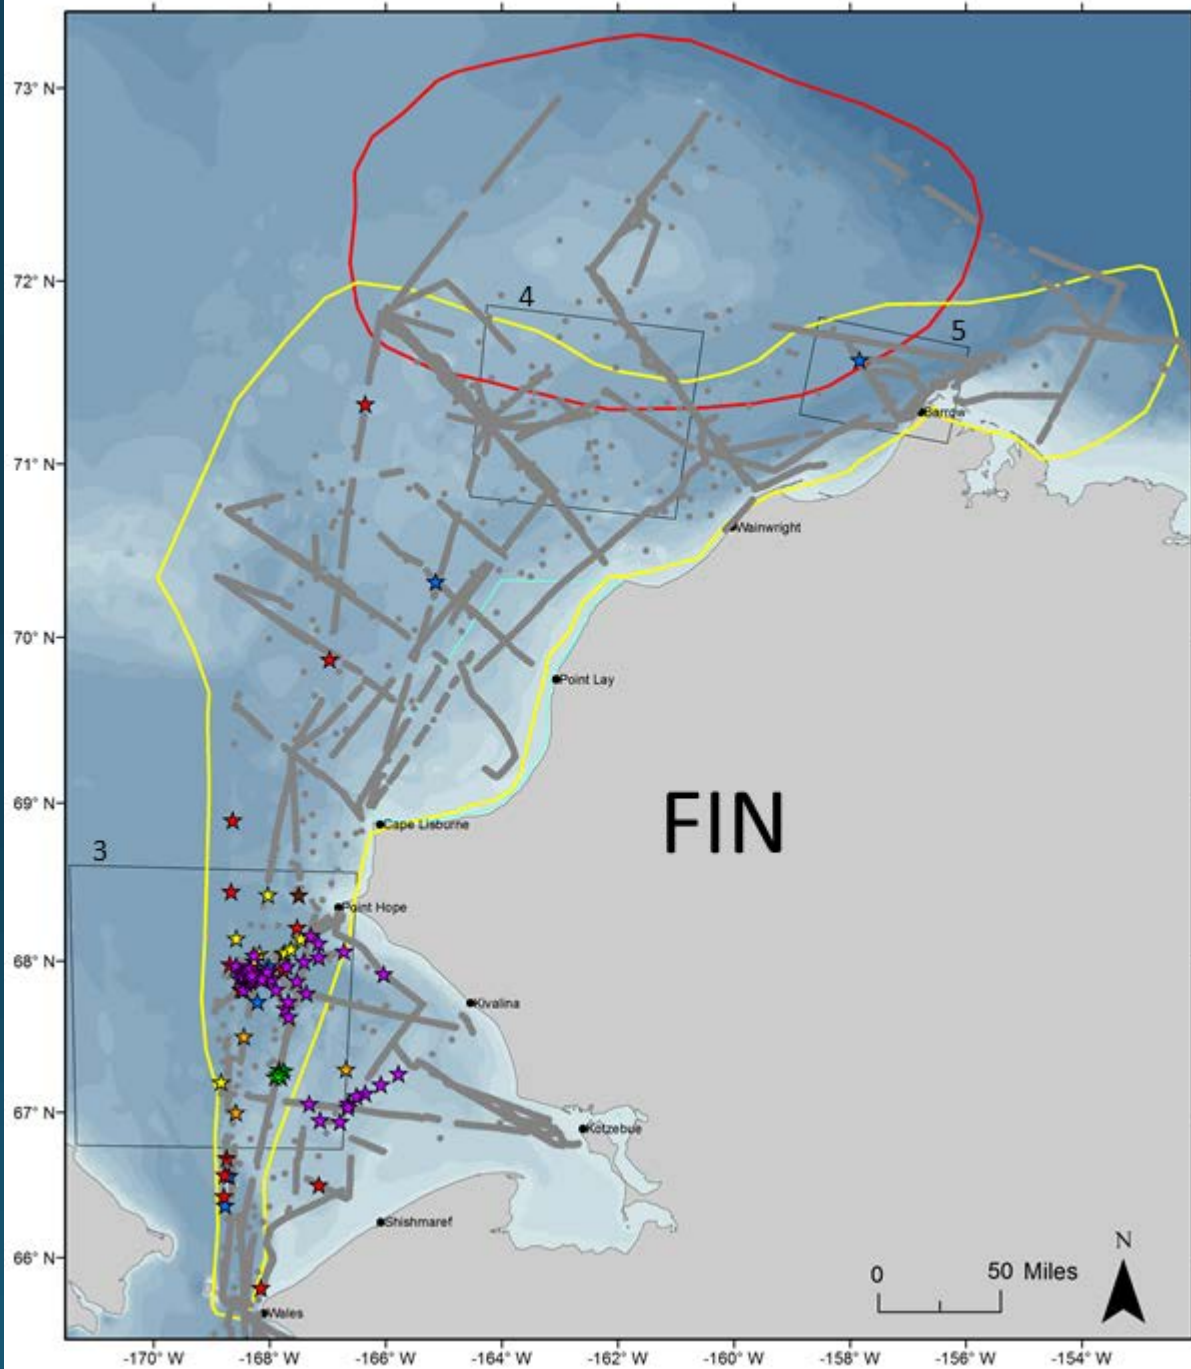 73° N
72° N
4
5
Barrow
71° N
Wainwright
70° N
Point Lay
69° N
FIN
Cape Lisburne
3
Point Hope
68° N
Kivalina
67° N
Kotzebue
Shishmaref
66° N
N
0 50 Miles
Wales
-170° W -168° W -166° W -164° W -162° W -160° W -158° W -156° W -154° W